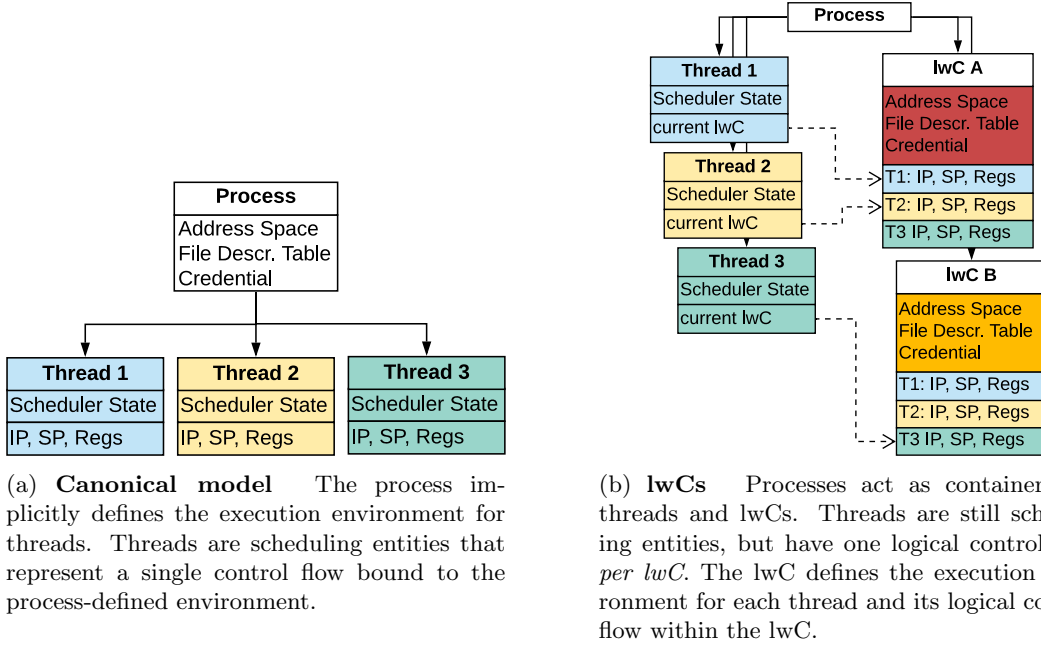 Process
Address Space
File Descr. Table
Credential
Thread 1
Scheduler State
IP, SP, Regs
Thread 2
Scheduler State
IP, SP, Regs
Thread 3
Scheduler State
IP, SP, Regs
(a) Canonical model The process im-
plicitly defines the execution environment for
threads. Threads are scheduling entities that
represent a single control flow bound to the
process-defined environment.
Process
Thread 1
Scheduler State
current lwC
Thread 2
Scheduler State
current lwC
Thread 3
Scheduler State
current lwC
lwC A
Address Space
File Descr. Table
Credential
T1: IP, SP, Regs
T2: IP, SP, Regs
T3 IP, SP, Regs
lwC B
Address Space
File Descr. Table
Credential
T1: IP, SP, Regs
T2: IP, SP, Regs
T3 IP, SP, Regs
(b) lwCs Processes act as container
threads and lwCs. Threads are still sch
ing entities, but have one logical control
per lwC. The lwC defines the execution
ronment for each thread and its logical co
flow within the lwC.